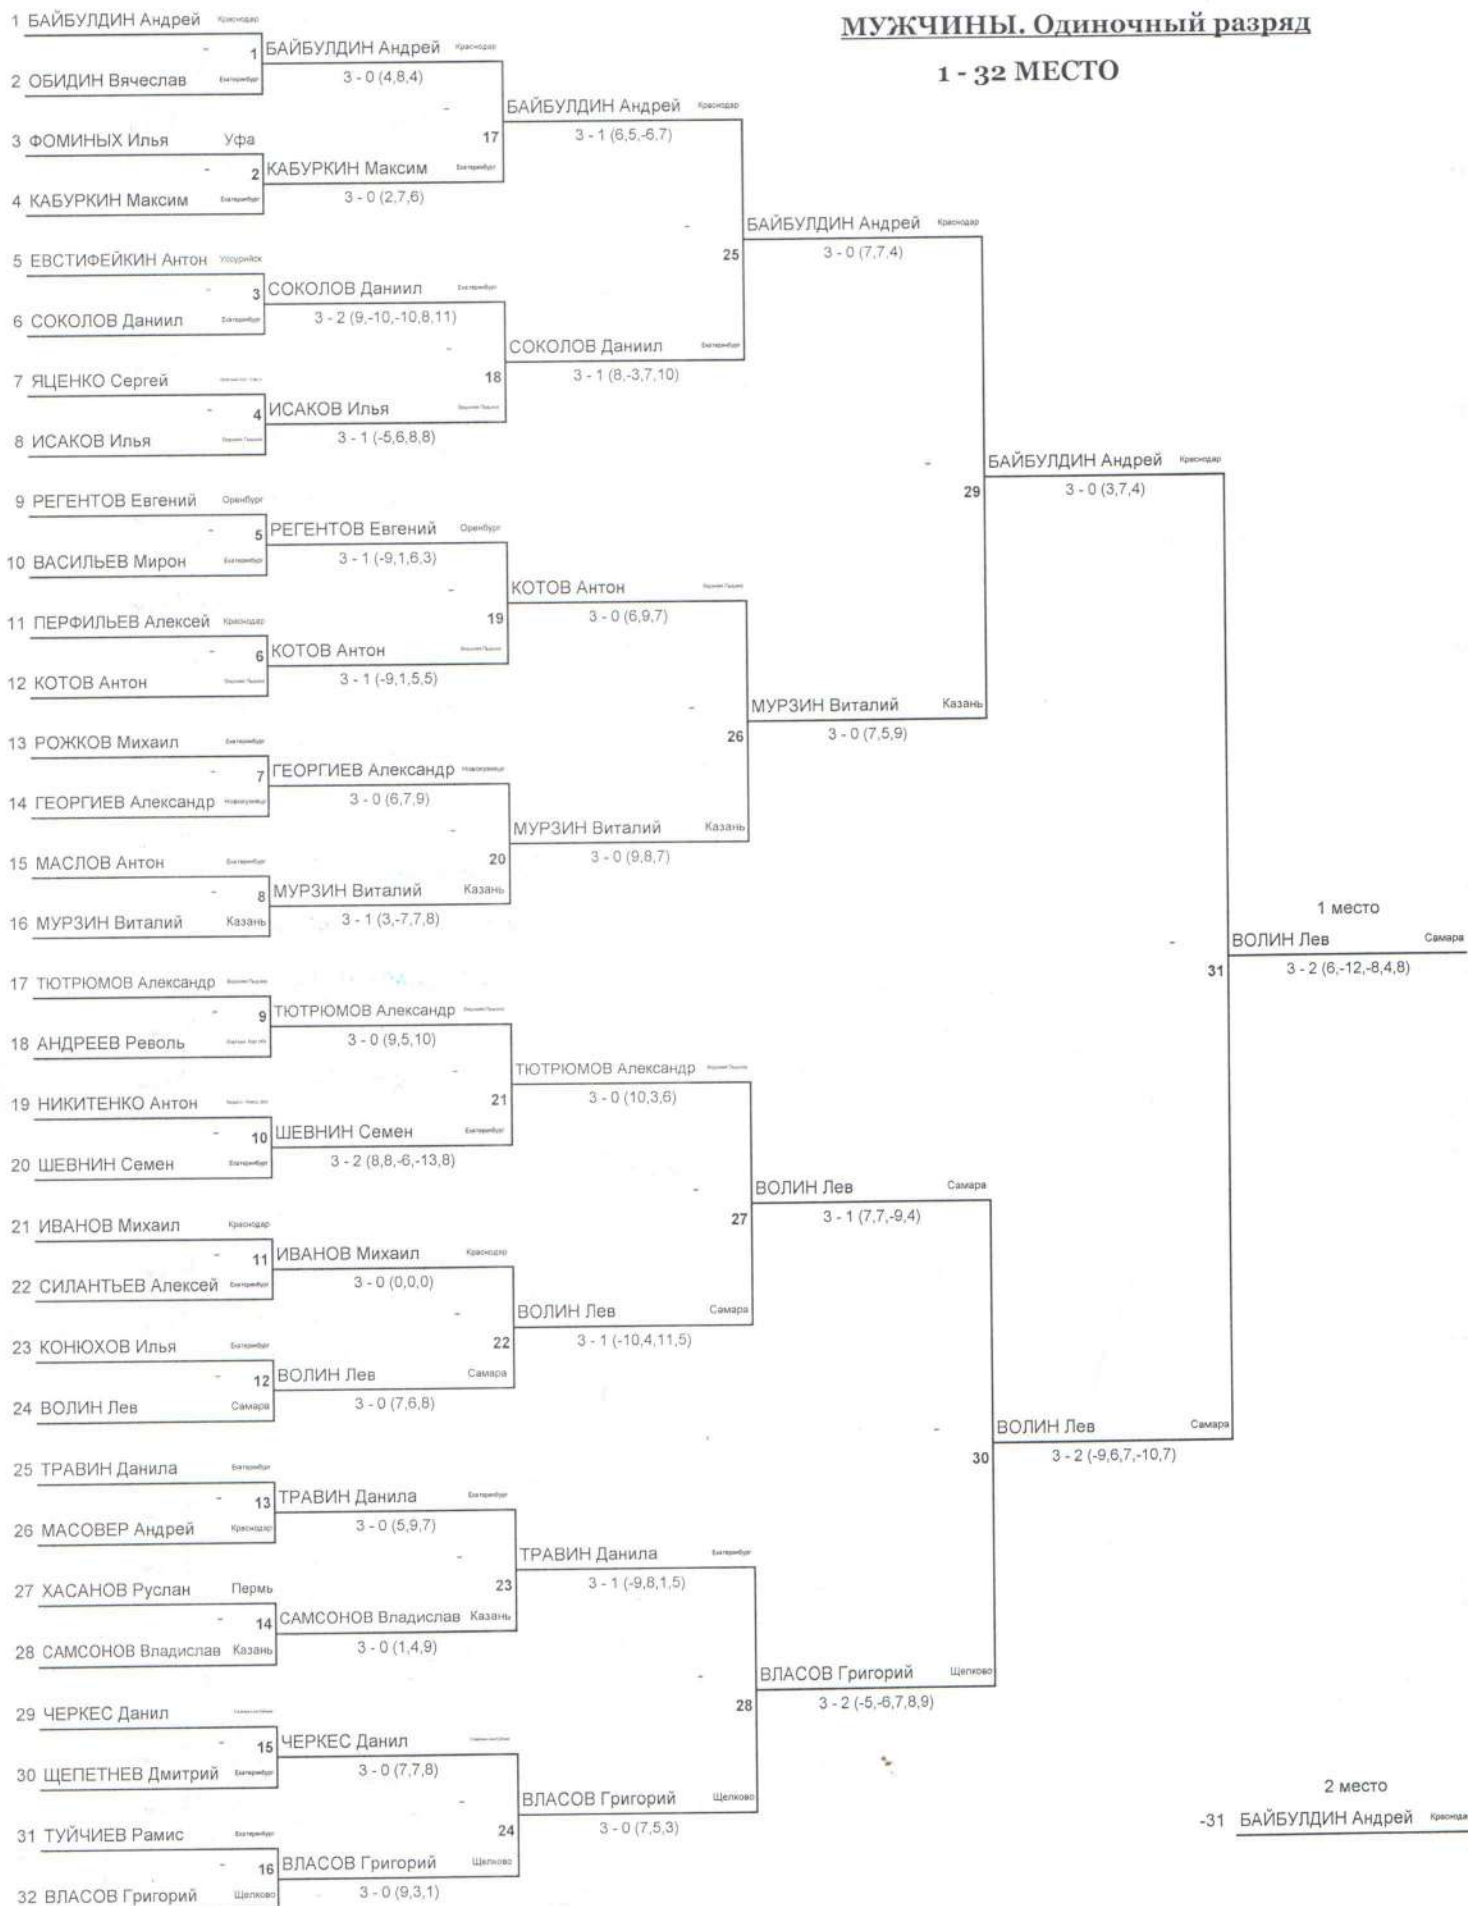 МУЖЧИНЫ. Одиночный разряд
1 - 32 МЕСТО
1 БАЙБУЛДИН Андрей Краснодар
- 1 БАЙБУЛДИН Андрей Краснодар
2 ОБИДИН Вячеслав Екатеринбург
3 - 0 (4,8,4)
- 17 БАЙБУЛДИН Андрей Краснодар
3 - 1 (6,5,-6,7)
3 ФОМИНЫХ Илья Уфа
- 2 КАБУРКИН Максим Екатеринбург
4 КАБУРКИН Максим Екатеринбург
3 - 0 (2,7,6)
- 25 БАЙБУЛДИН Андрей Краснодар
3 - 0 (7,7,4)
5 ЕВСТИФЕЙКИН Антон Уссурийск
- 3 СОКОЛОВ Даниил Екатеринбург
6 СОКОЛОВ Даниил Екатеринбург
3 - 2 (9,-10,-10,8,11)
- 18 СОКОЛОВ Даниил Екатеринбург
3 - 1 (8,-3,7,10)
7 ЯЦЕНКО Сергей
- 4 ИСАКОВ Илья Верхняя Пышма
8 ИСАКОВ Илья Верхняя Пышма
3 - 1 (-5,6,8,8)
- 29 БАЙБУЛДИН Андрей Краснодар
3 - 0 (3,7,4)
9 РЕГЕНТОВ Евгений Оренбург
- 5 РЕГЕНТОВ Евгений Оренбург
10 ВАСИЛЬЕВ Мирон Екатеринбург
3 - 1 (-9,1,6,3)
- 19 КОТОВ Антон Верхняя Пышма
3 - 0 (6,9,7)
11 ПЕРФИЛЬЕВ Алексей Краснодар
- 6 КОТОВ Антон Верхняя Пышма
12 КОТОВ Антон Верхняя Пышма
3 - 1 (-9,1,5,5)
- 26 МУРЗИН Виталий Казань
3 - 0 (7,5,9)
13 РОЖКОВ Михаил Екатеринбург
- 7 ГЕОРГИЕВ Александр Новокузнецк
14 ГЕОРГИЕВ Александр Новокузнецк
3 - 0 (6,7,9)
- 20 МУРЗИН Виталий Казань
3 - 0 (9,8,7)
15 МАСЛОВ Антон Екатеринбург
- 8 МУРЗИН Виталий Казань
16 МУРЗИН Виталий Казань
3 - 1 (3,-7,7,8)
1 место
- 31 ВОЛИН Лев Самара
3 - 2 (6,-12,-8,4,8)
17 ТЮТРЮМОВ Александр Верхняя Пышма
- 9 ТЮТРЮМОВ Александр Верхняя Пышма
18 АНДРЕЕВ Револь
3 - 0 (9,5,10)
- 21 ТЮТРЮМОВ Александр Верхняя Пышма
3 - 0 (10,3,6)
19 НИКИТЕНКО Антон
- 10 ШЕВНИН Семен Екатеринбург
20 ШЕВНИН Семен Екатеринбург
3 - 2 (8,8,-6,-13,8)
- 27 ВОЛИН Лев Самара
3 - 1 (7,7,-9,4)
21 ИВАНОВ Михаил Краснодар
- 11 ИВАНОВ Михаил Краснодар
22 СИЛАНТЬЕВ Алексей Екатеринбург
3 - 0 (0,0,0)
- 22 ВОЛИН Лев Самара
3 - 1 (-10,4,11,5)
23 КОНЮХОВ Илья Екатеринбург
- 12 ВОЛИН Лев Самара
24 ВОЛИН Лев Самара
3 - 0 (7,6,8)
- 30 ВОЛИН Лев Самара
3 - 2 (-9,6,7,-10,7)
25 ТРАВИН Данила Екатеринбург
- 13 ТРАВИН Данила Екатеринбург
26 МАСОВЕР Андрей Краснодар
3 - 0 (5,9,7)
- 23 ТРАВИН Данила Екатеринбург
3 - 1 (-9,8,1,5)
27 ХАСАНОВ Руслан Пермь
- 14 САМСОНОВ Владислав Казань
28 САМСОНОВ Владислав Казань
3 - 0 (1,4,9)
- 28 ВЛАСОВ Григорий Щелково
3 - 2 (-5,-6,7,8,9)
29 ЧЕРКЕС Данил
- 15 ЧЕРКЕС Данил
30 ЩЕПЕТНЕВ Дмитрий Екатеринбург
3 - 0 (7,7,8)
- 24 ВЛАСОВ Григорий Щелково
3 - 0 (7,5,3)
31 ТУЙЧИЕВ Рамис Екатеринбург
- 16 ВЛАСОВ Григорий Щелково
32 ВЛАСОВ Григорий Щелково
3 - 0 (9,3,1)
2 место
-31 БАЙБУЛДИН Андрей Краснода